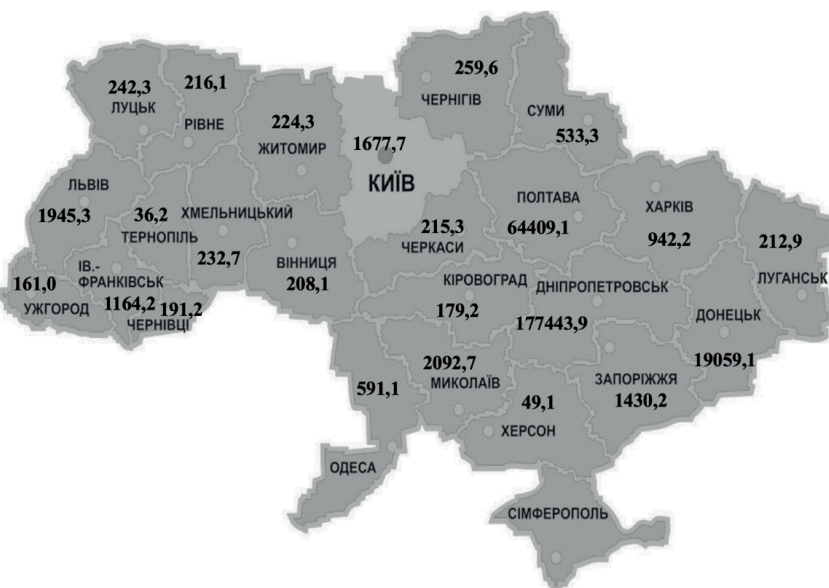 242,3
ЛУЦЬК
216,1
РІВНЕ
224,3
ЖИТОМИР
1677,7
КИЇВ
259,6
ЧЕРНІГІВ
СУМИ
533,3
ЛЬВІВ
1945,3
36,2
ТЕРНОПІЛЬ
ХМЕЛЬНИЦЬКИЙ
232,7
ВІННИЦЯ
208,1
215,3
ЧЕРКАСИ
ПОЛТАВА
64409,1
ХАРКІВ
942,2
212,9
ЛУГАНСЬК
161,0
УЖГОРОД
ІВ.-
ФРАНКІВСЬК
1164,2
191,2
ЧЕРНІВЦІ
КІРОВОГРАД
179,2
ДНІПРОПЕТРОВСЬК
177443,9
ДОНЕЦЬК
19059,1
591,1
ОДЕСА
2092,7
МИКОЛАЇВ
49,1
ХЕРСОН
ЗАПОРІЖЖЯ
1430,2
СІМФЕРОПОЛЬ